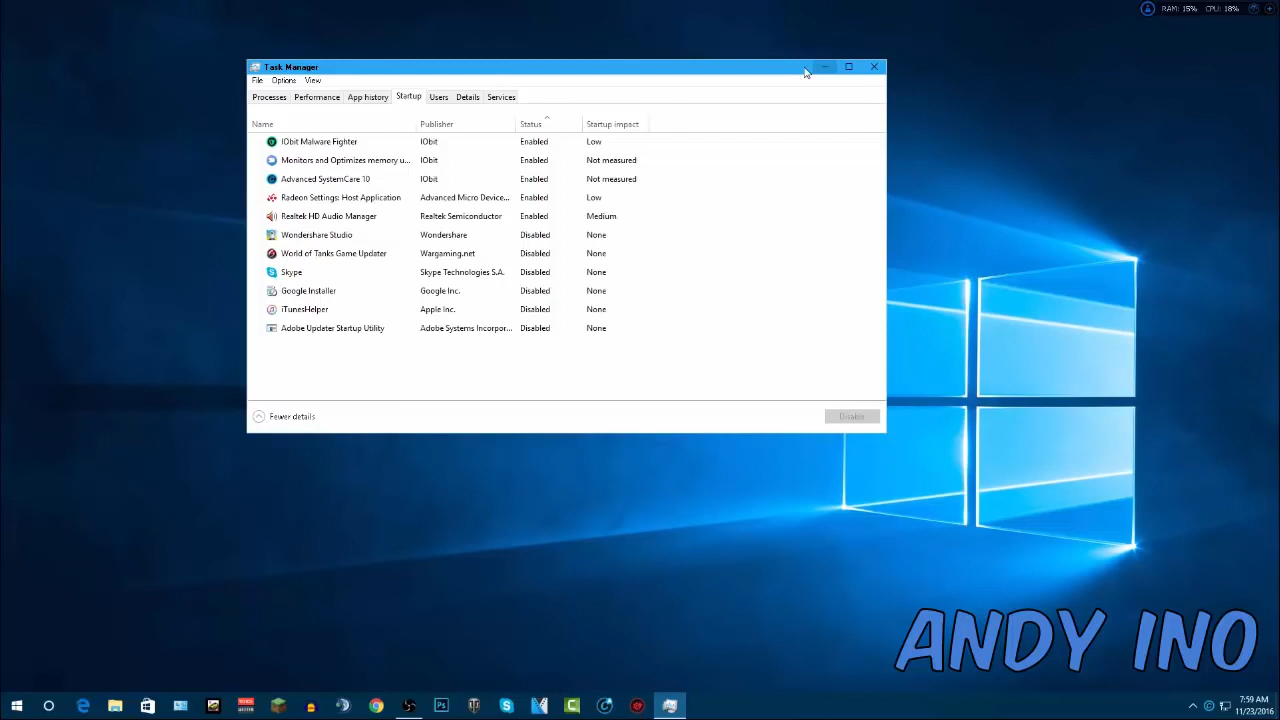 RAM: 15% CPU: 18%
Task Manager
File Options View
Processes Performance App history Startup Users Details Services
Name Publisher Status Startup impact
IObit Malware Fighter IObit Enabled Low
Monitors and Optimizes memory u... IObit Enabled Not measured
Advanced SystemCare 10 IObit Enabled Not measured
Radeon Settings: Host Application Advanced Micro Device... Enabled Low
Realtek HD Audio Manager Realtek Semiconductor Enabled Medium
Wondershare Studio Wondershare Disabled None
World of Tanks Game Updater Wargaming.net Disabled None
Skype Skype Technologies S.A. Disabled None
Google Installer Google Inc. Disabled None
iTunesHelper Apple Inc. Disabled None
Adobe Updater Startup Utility Adobe Systems Incorpor... Disabled None
Fewer details Disable
ANDY INO
7:59 AM
11/23/2016